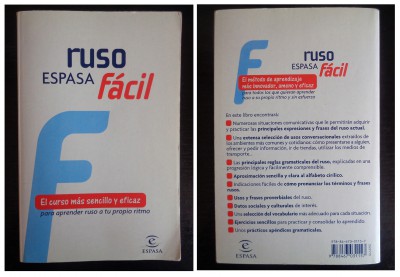 ruso
ESPASA fácil
F
El curso más sencillo y eficaz
para aprender ruso a tu propio ritmo
ESPASA
F
ruso
ESPASA
fácil
El método de aprendizaje
más innovador, ameno y eficaz
para todos los que quieran aprender
ruso a su propio ritmo y sin esfuerzo
En este libro encontrará:
Numerosas situaciones comunicativas que le permitirán adquirir
y practicar las principales expresiones y frases del ruso actual.
Una extensa selección de usos conversacionales extraídos de
los ambientes más comunes y cotidianos: cómo presentarse a alguien,
ofrecer y pedir información, ir de tiendas, utilizar los medios de
transporte...
Las principales reglas gramaticales del ruso, explicadas en una
progresión lógica y fácilmente comprensible.
Aproximación sencilla y clara al alfabeto cirílico.
Indicaciones fáciles de cómo pronunciar los términos y frases
rusos.
Usos y frases proverbiales del ruso.
Datos sociales y culturales de interés.
Una selección del vocabulario más adecuado para cada situación.
Ejercicios sencillos para practicar y consolidar lo aprendido.
Unos prácticos apéndices gramaticales.
ESPASA